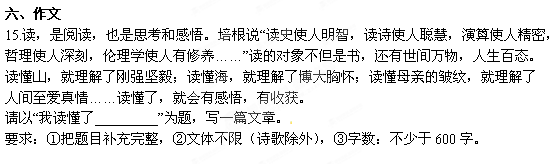 六、作文
15.读，是阅读，也是思考和感悟。培根说“读史使人明智，读诗使人聪慧，演算使人精密，
哲理使人深刻，伦理学使人有修养……”读的对象不但是书，还有世间万物，人生百态。
读懂山，就理解了刚强坚毅；读懂海，就理解了博大胸怀；读懂母亲的皱纹，就理解了
人间至爱真情……读懂了，就会有感悟，有收获。
请以“我读懂了________”为题，写一篇文章。
要求：①把题目补充完整，②文体不限（诗歌除外），③字数：不少于 600 字。